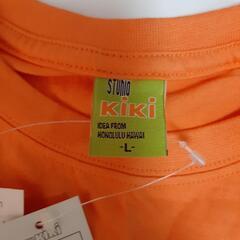 STUDIO
KiKi
IDEA FROM
HONOLULU HAWAII
-L-